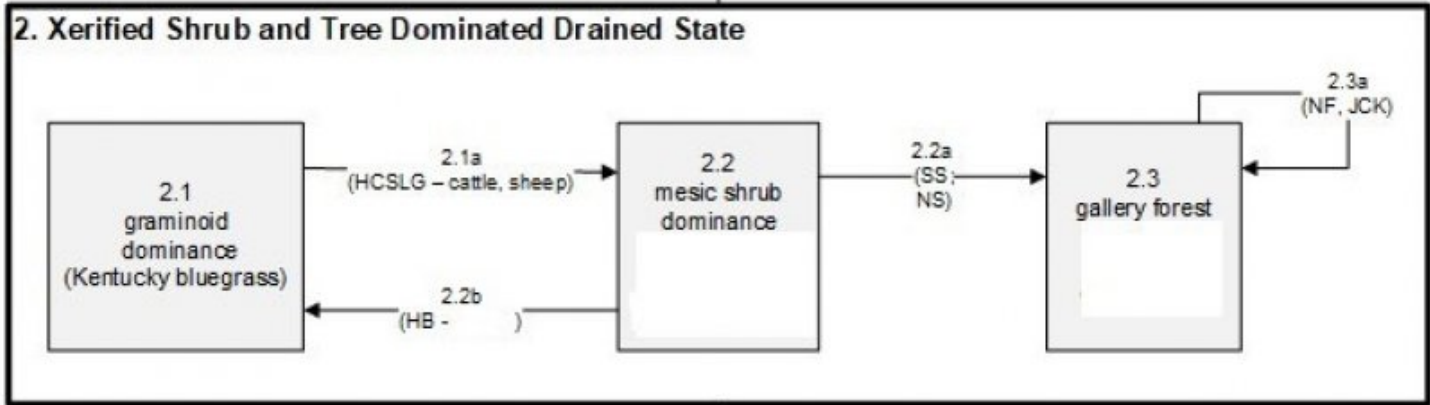 2. Xerified Shrub and Tree Dominated Drained State
2.1
graminoid
dominance
(Kentucky bluegrass)
2.1a
(HCSLG – cattle, sheep)
2.2b
(HB - )
2.2
mesic shrub
dominance
2.2a
(SS;
NS)
2.3
gallery forest
2.3a
(NF, JCK)